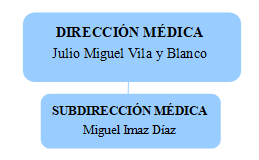 DIRECCIÓN MÉDICA
Julio Miguel Vila y Blanco
SUBDIRECCIÓN MÉDICA
Miguel Imaz Díaz